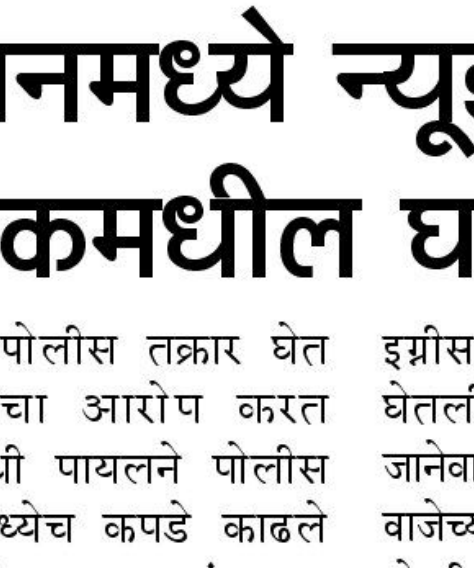 नमध्ये न्यू
कमधील घ
पोलीस तक्रार घेत
चा आरोप करत
पायलने पोलीस
ध्येच कपडे काढले
इग्नीस
घेतली
जानेवा
वाजेच्य